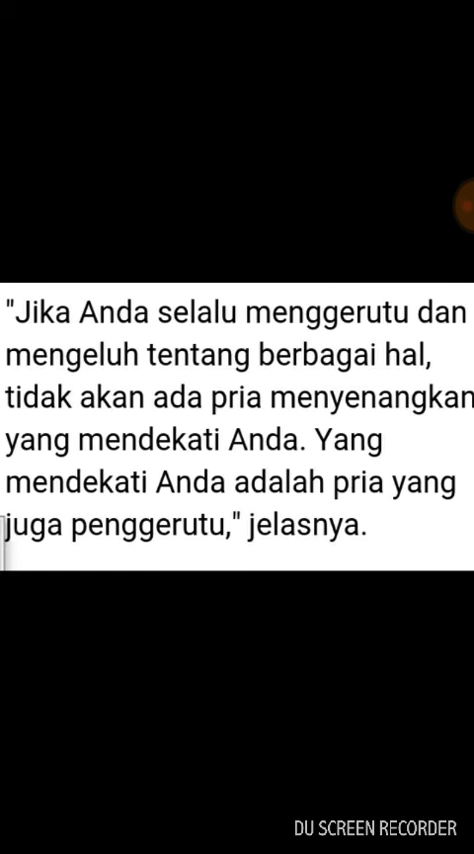 "Jika Anda selalu menggerutu dan
mengeluh tentang berbagai hal,
tidak akan ada pria menyenangkan
yang mendekati Anda. Yang
mendekati Anda adalah pria yang
juga penggerutu," jelasnya.
DU SCREEN RECORDER